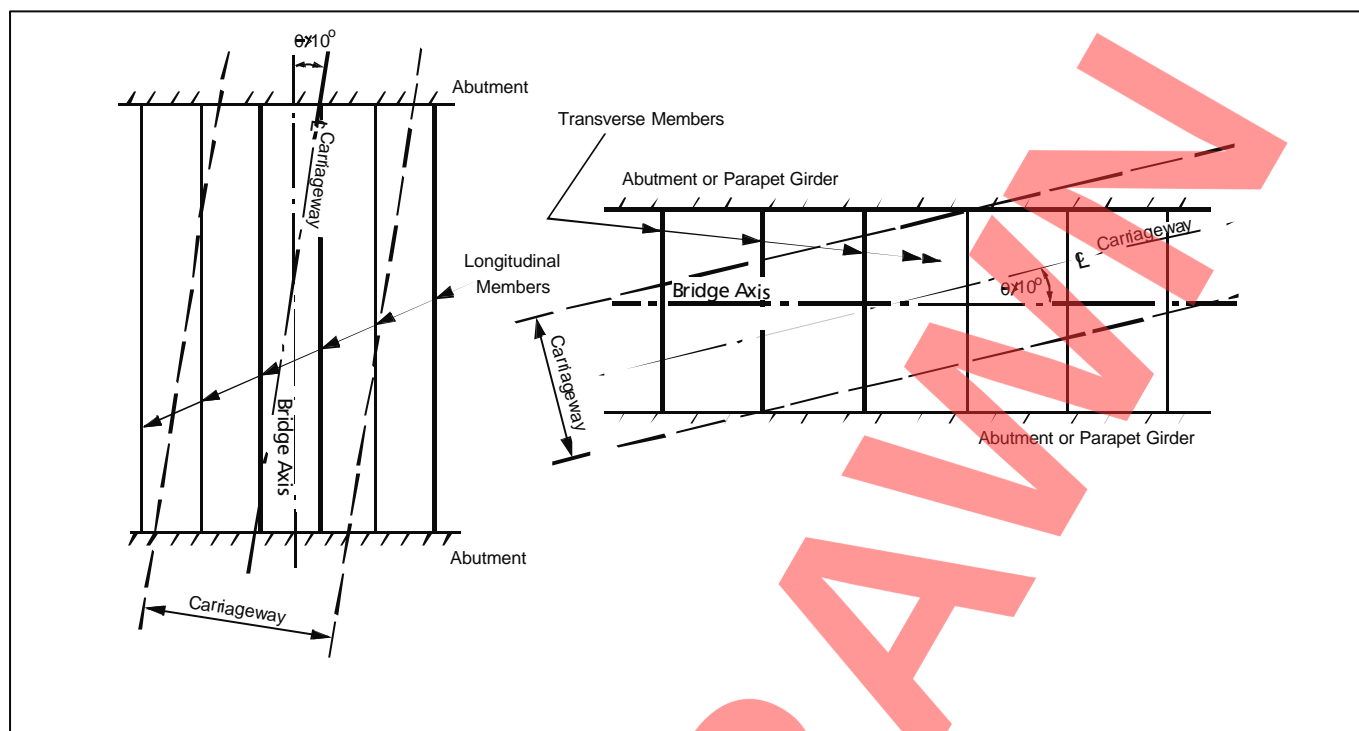 θ>10°
Abutment
℄ Carriageway
Longitudinal
Members
Bridge Axis
Abutment
Carriageway
Transverse Members
Abutment or Parapet Girder
℄ Carriageway
θ>10°
Bridge Axis
Carriageway
Abutment or Parapet Girder
AWN